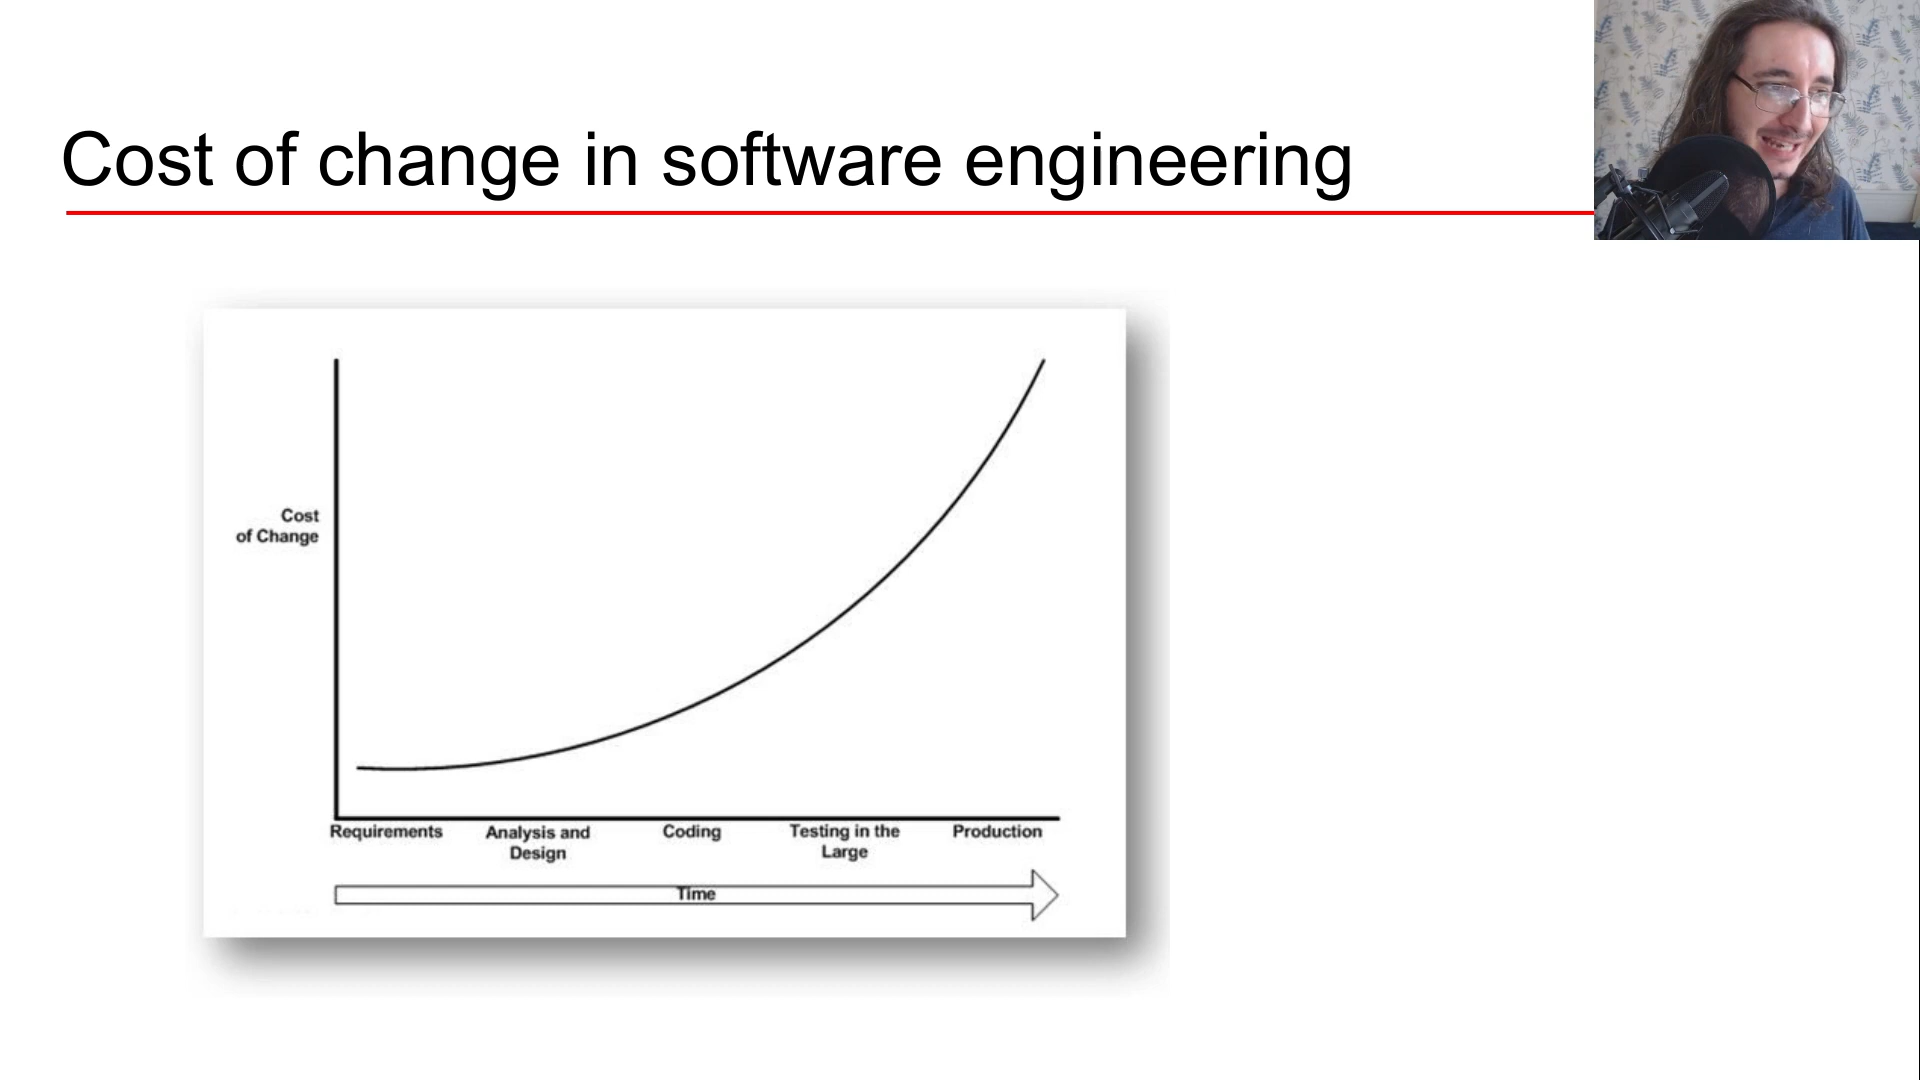 Cost of change in software engineering
Cost
of Change
Requirements
Analysis and
Design
Coding
Testing in the
Large
Production
Time